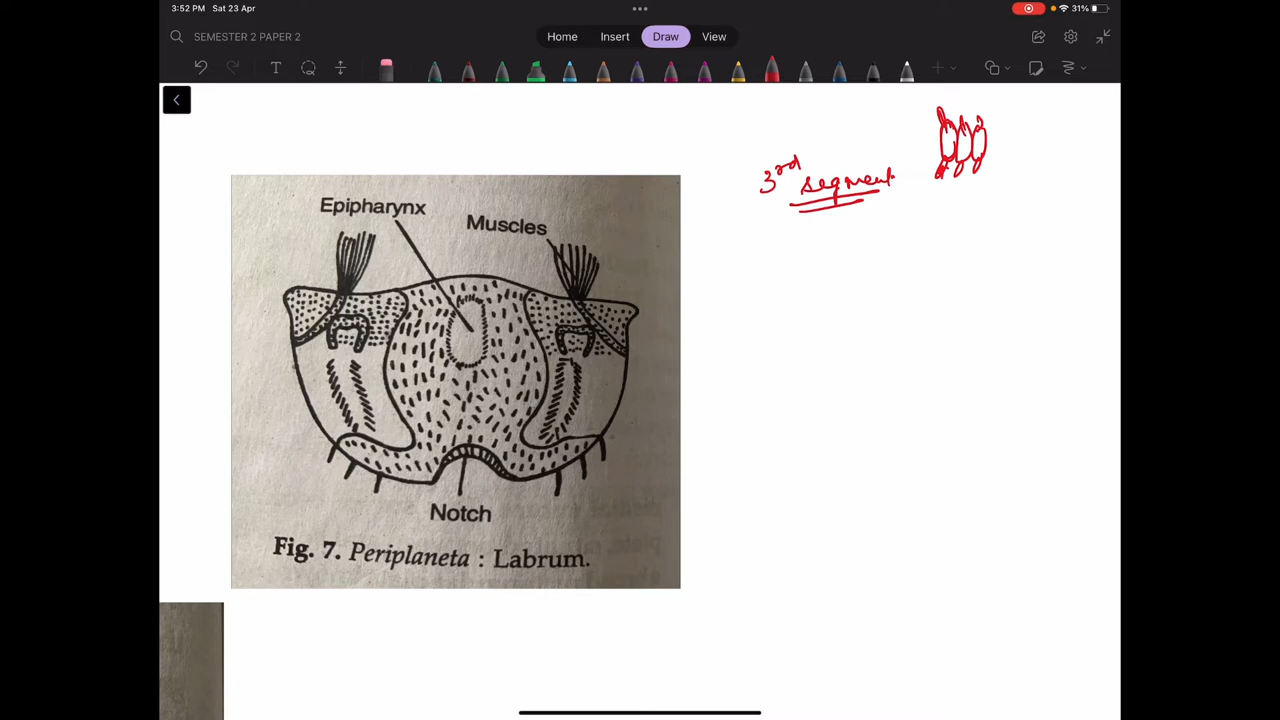 3:52 PM Sat 23 Apr
31%
SEMESTER 2 PAPER 2
Home Insert Draw View
3rd segment
Epipharynx
Muscles
Notch
Fig. 7. Periplaneta : Labrum.